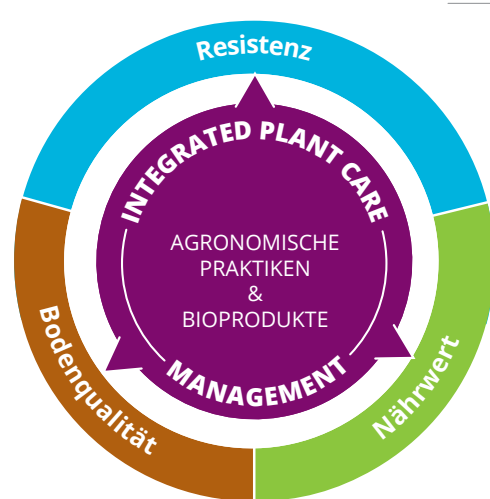 Resistenz
INTEGRATED PLANT CARE
AGRONOMISCHE
PRAKTIKEN
&
BIOPRODUKTE
MANAGEMENT
Bodenqualität
Nährwert